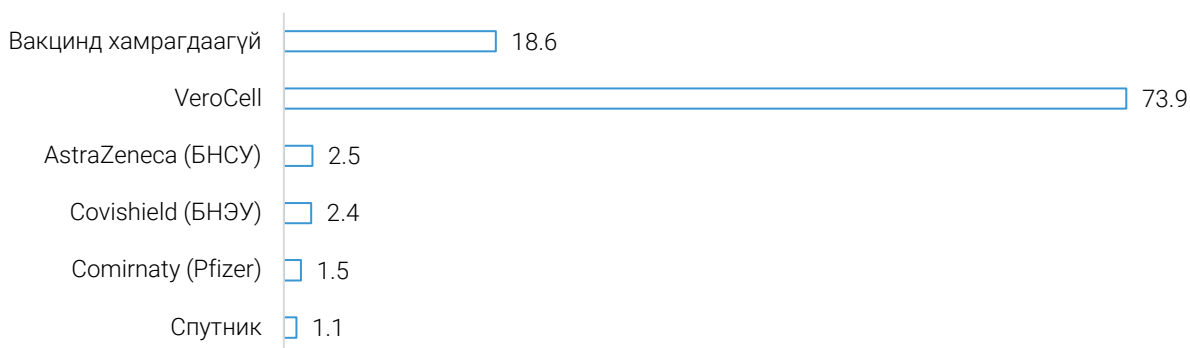 Вакцинд хамрагдаагүй 18.6
VeroCell 73.9
AstraZeneca (БНСУ) 2.5
Covishield (БНЭУ) 2.4
Comirnaty (Pfizer) 1.5
Спутник 1.1